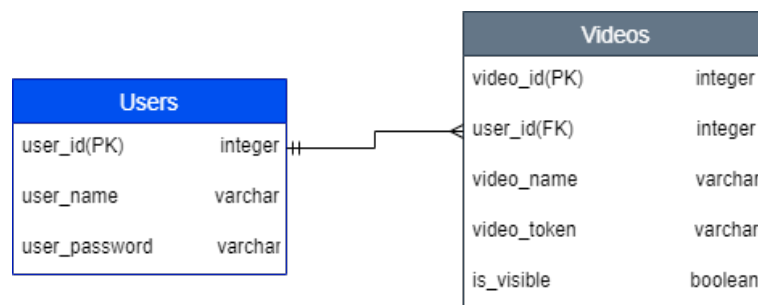 Users
user_id(PK) integer
user_name varchar
user_password varchar
Videos
video_id(PK) integer
user_id(FK) integer
video_name varchar
video_token varchar
is_visible boolean